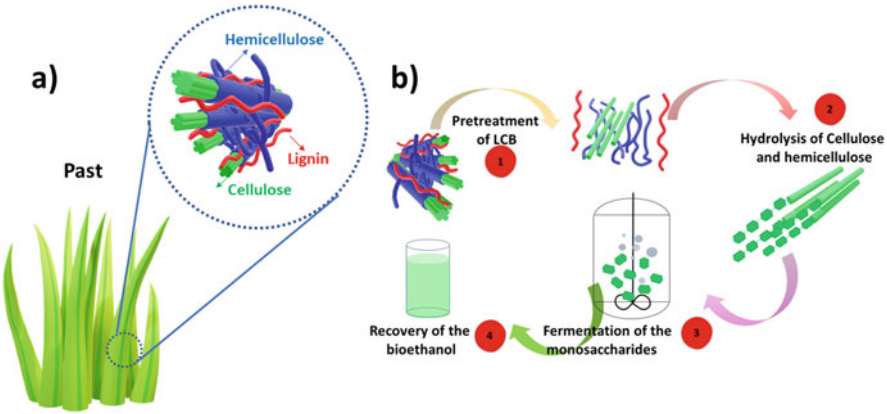 a)
Past
Hemicellulose
Lignin
Cellulose
b)
Pretreatment
of LCB
1
2
Hydrolysis of Cellulose
and hemicellulose
Fermentation of the
monosaccharides
3
Recovery of the
bioethanol
4